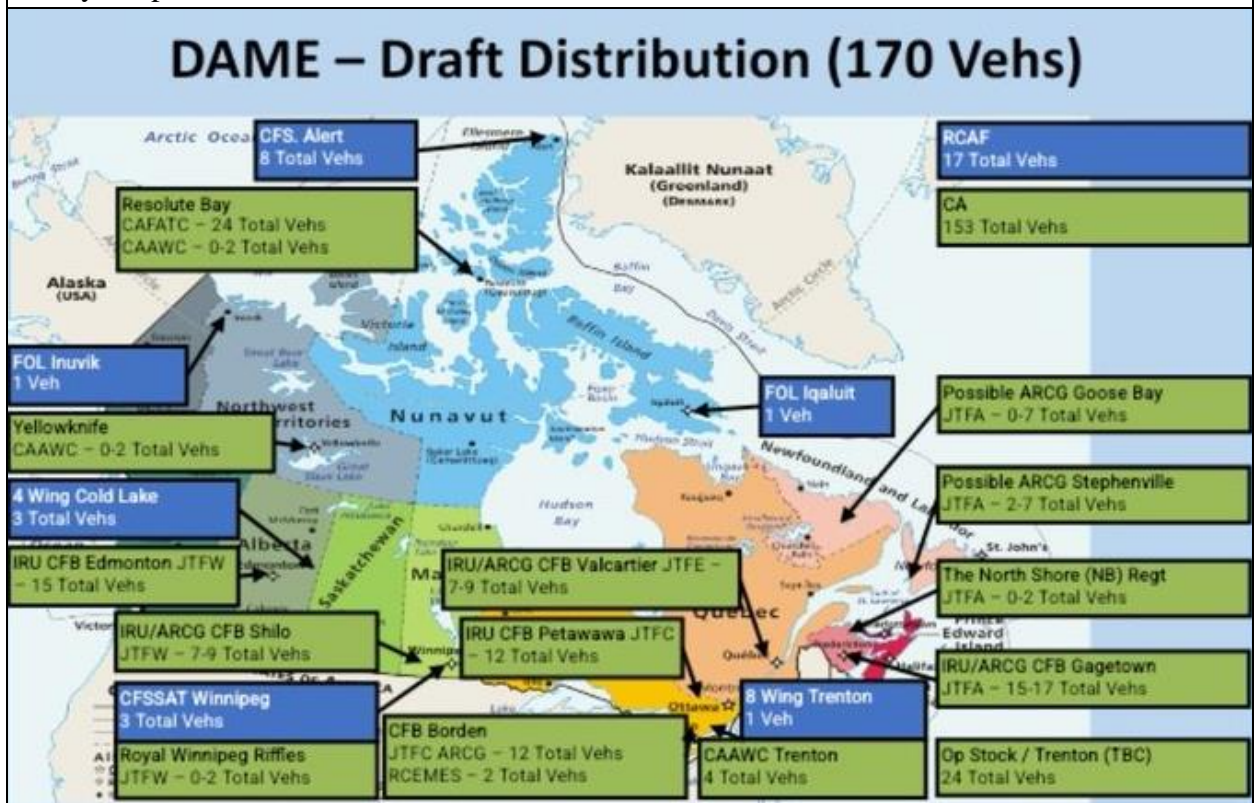 DAME – Draft Distribution (170 Vehs)
Arctic
CFS. Alert
8 Total Vehs
Ellesmere
Kalaallit Nunaat
(Greenland)
(Denmark)
RCAF
17 Total Vehs
CA
153 Total Vehs
Resolute Bay
CAFATC – 24 Total Vehs
CAAWC – 0-2 Total Vehs
Alaska
(USA)
Baffin
Bay
Arctic Circle
Davis Strait
Victoria
Island
Baffin Island
FOL Inuvik
1 Veh
FOL Iqaluit
1 Veh
Northwest
Nunavut
Yellowknife
CAAWC – 0-2 Total Vehs
Possible ARCG Goose Bay
JTFA – 0-7 Total Vehs
Hudson Strait
Newfoundland and
4 Wing Cold Lake
3 Total Vehs
Possible ARCG Stephenville
JTFA – 2-7 Total Vehs
Hudson
Bay
Alberta
Saskatchewan
St. John's
IRU CFB Edmonton JTFW
– 15 Total Vehs
IRU/ARCG CFB Valcartier JTFE –
7-9 Total Vehs
The North Shore (NB) Regt
JTFA – 0-2 Total Vehs
Edward
Island
IRU/ARCG CFB Shilo
JTFW – 7-9 Total Vehs
IRU CFB Petawawa JTFC
– 12 Total Vehs
IRU/ARCG CFB Gagetown
JTFA – 15-17 Total Vehs
CFSSAT Winnipeg
3 Total Vehs
Ottawa
8 Wing Trenton
1 Veh
Royal Winnipeg Riffles
JTFW – 0-2 Total Vehs
CFB Borden
JTFC ARCG – 12 Total Vehs
RCEMES – 2 Total Vehs
CAAWC Trenton
4 Total Vehs
Op Stock / Trenton (TBC)
24 Total Vehs